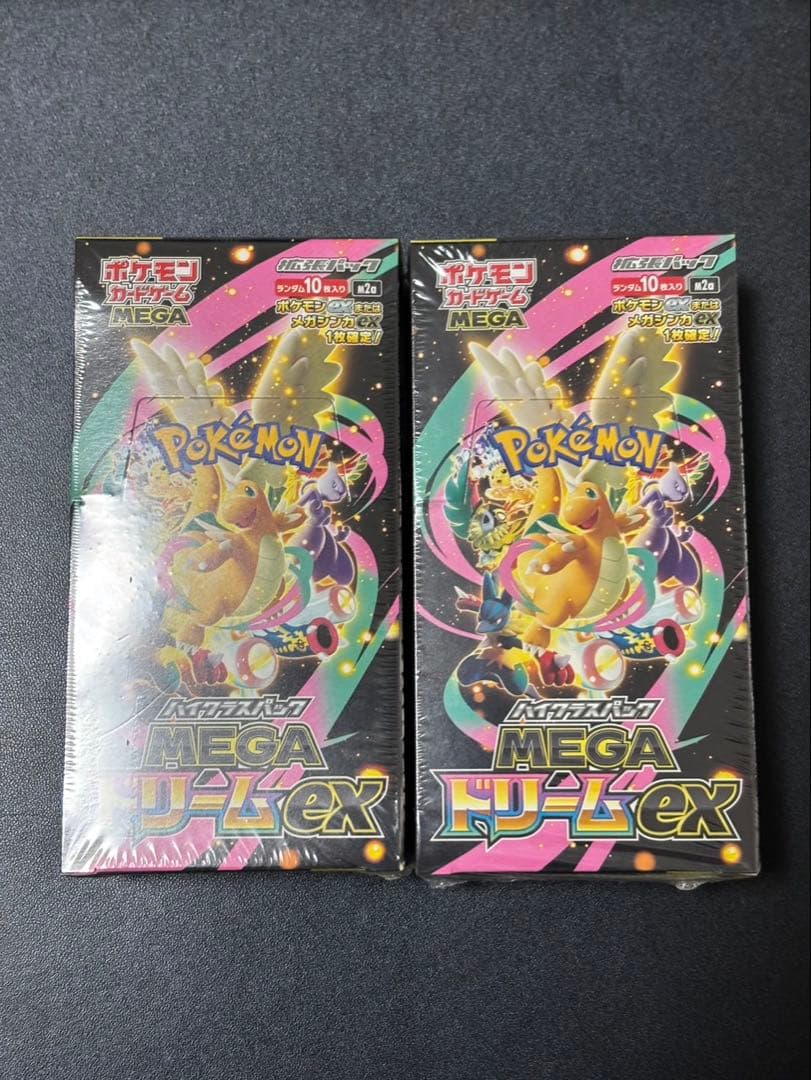 ポケモン
カードゲーム
MEGA
拡張パック
ランダム10枚入り
M2a
ポケモンexまたは
メガシンカex
1枚確定!
POKéMON
ハイクラスパック
MEGA
ドリームex
ポケモン
カードゲーム
MEGA
拡張パック
ランダム10枚入り
M2a
ポケモンexまたは
メガシンカex
1枚確定!
POKéMON
ハイクラスパック
MEGA
ドリームex